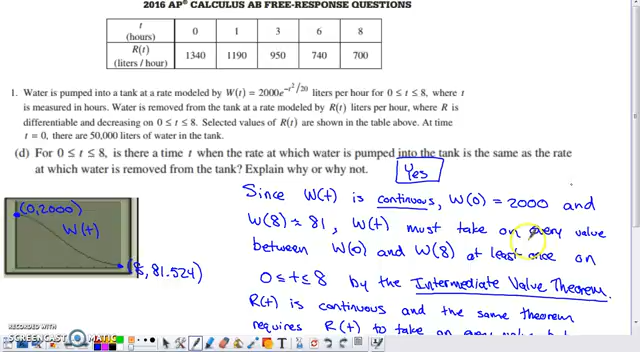 2016 AP® CALCULUS AB FREE-RESPONSE QUESTIONS
t (hours) 0 1 3 6 8
R(t) (liters / hour) 1340 1190 950 740 700
1. Water is pumped into a tank at a rate modeled by W(t) = 2000e^(−t²/20) liters per hour for 0 ≤ t ≤ 8, where t
is measured in hours. Water is removed from the tank at a rate modeled by R(t) liters per hour, where R is
differentiable and decreasing on 0 ≤ t ≤ 8. Selected values of R(t) are shown in the table above. At time
t = 0, there are 50,000 liters of water in the tank.
(d) For 0 ≤ t ≤ 8, is there a time t when the rate at which water is pumped into the tank is the same as the rate
at which water is removed from the tank? Explain why or why not.
Yes
(0,2000)
W(t)
(8, 81.524)
Since W(t) is continuous, W(0) = 2000 and
W(8) ≈ 81, W(t) must take on every value
between W(0) and W(8) at least once on
0 ≤ t ≤ 8 by the Intermediate Value Theorem.
R(t) is continuous and the same theorem
requires R(t) to take on every value
RECORDED WITH
SCREENCAST MATIC